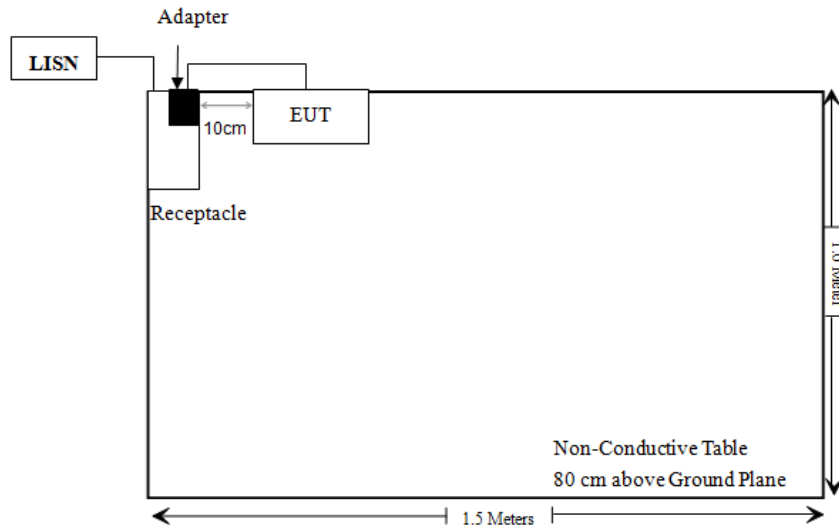 Adapter
LISN
EUT
10cm
Receptacle
Non-Conductive Table
80 cm above Ground Plane
1.5 Meters